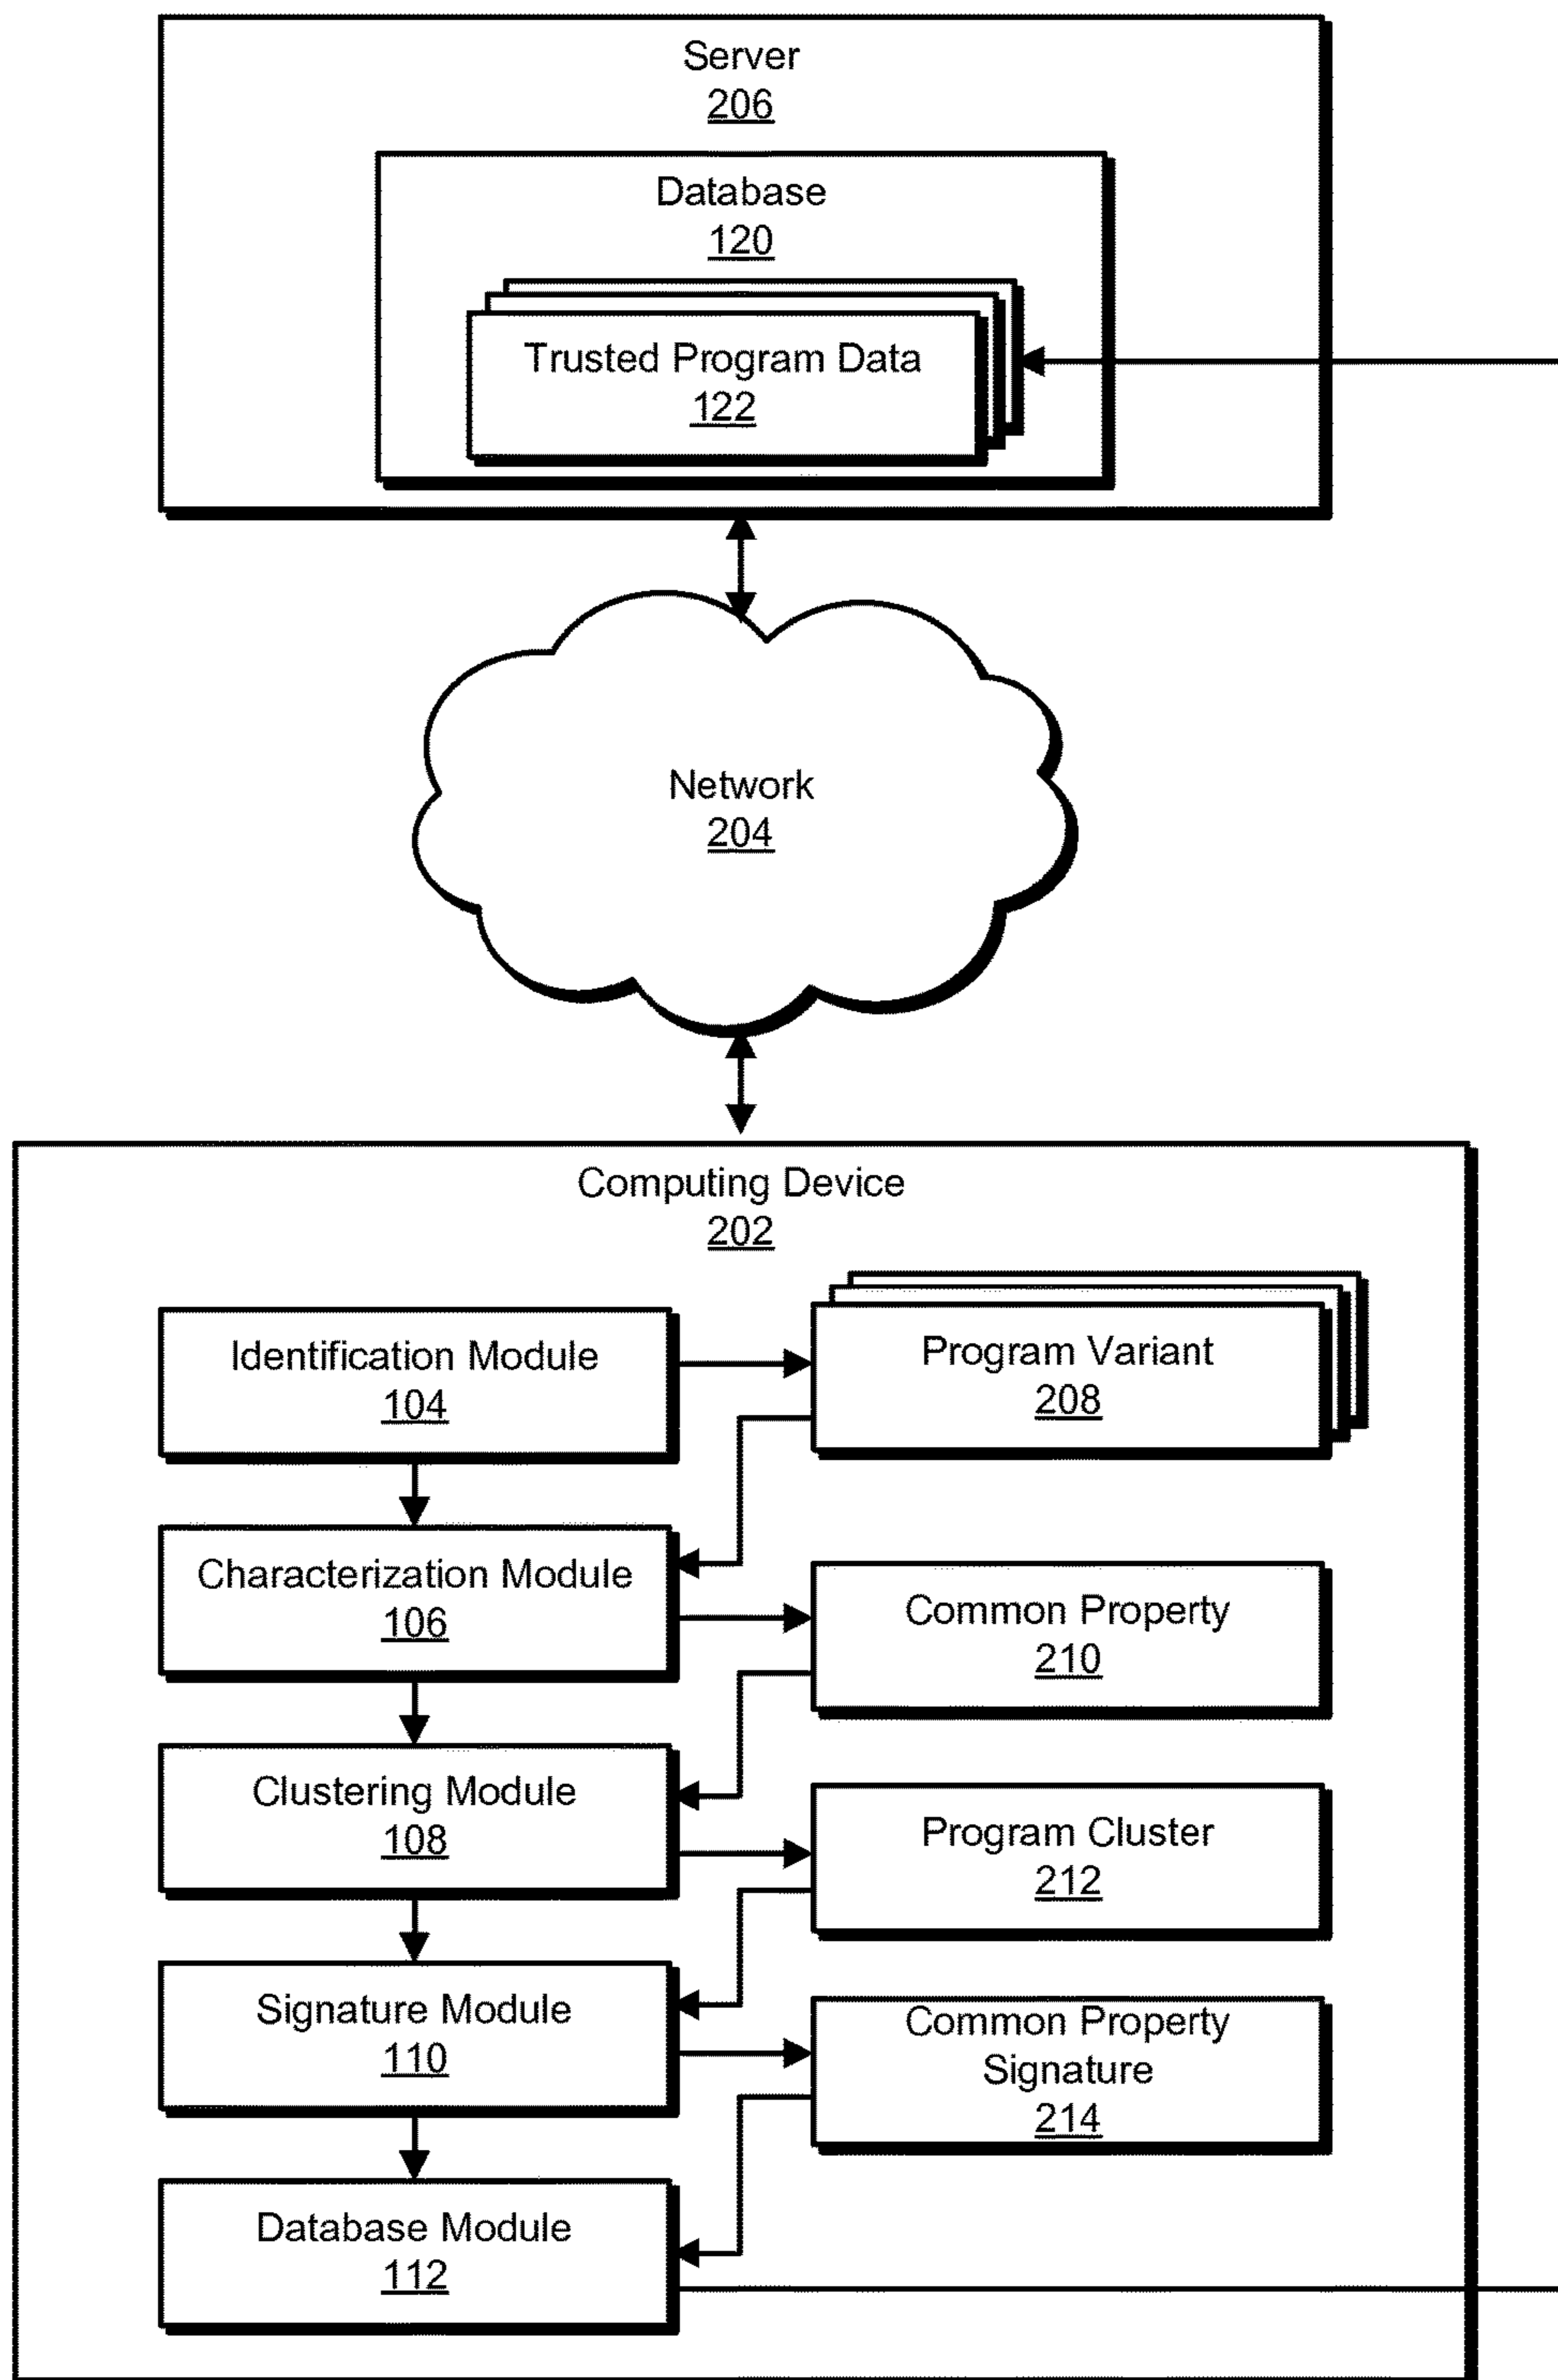 Server
206
Database
120
Trusted Program Data
122
Network
204
Computing Device
202
Identification Module
104
Program Variant
208
Characterization Module
106
Common Property
210
Clustering Module
108
Program Cluster
212
Signature Module
110
Common Property
Signature
214
Database Module
112